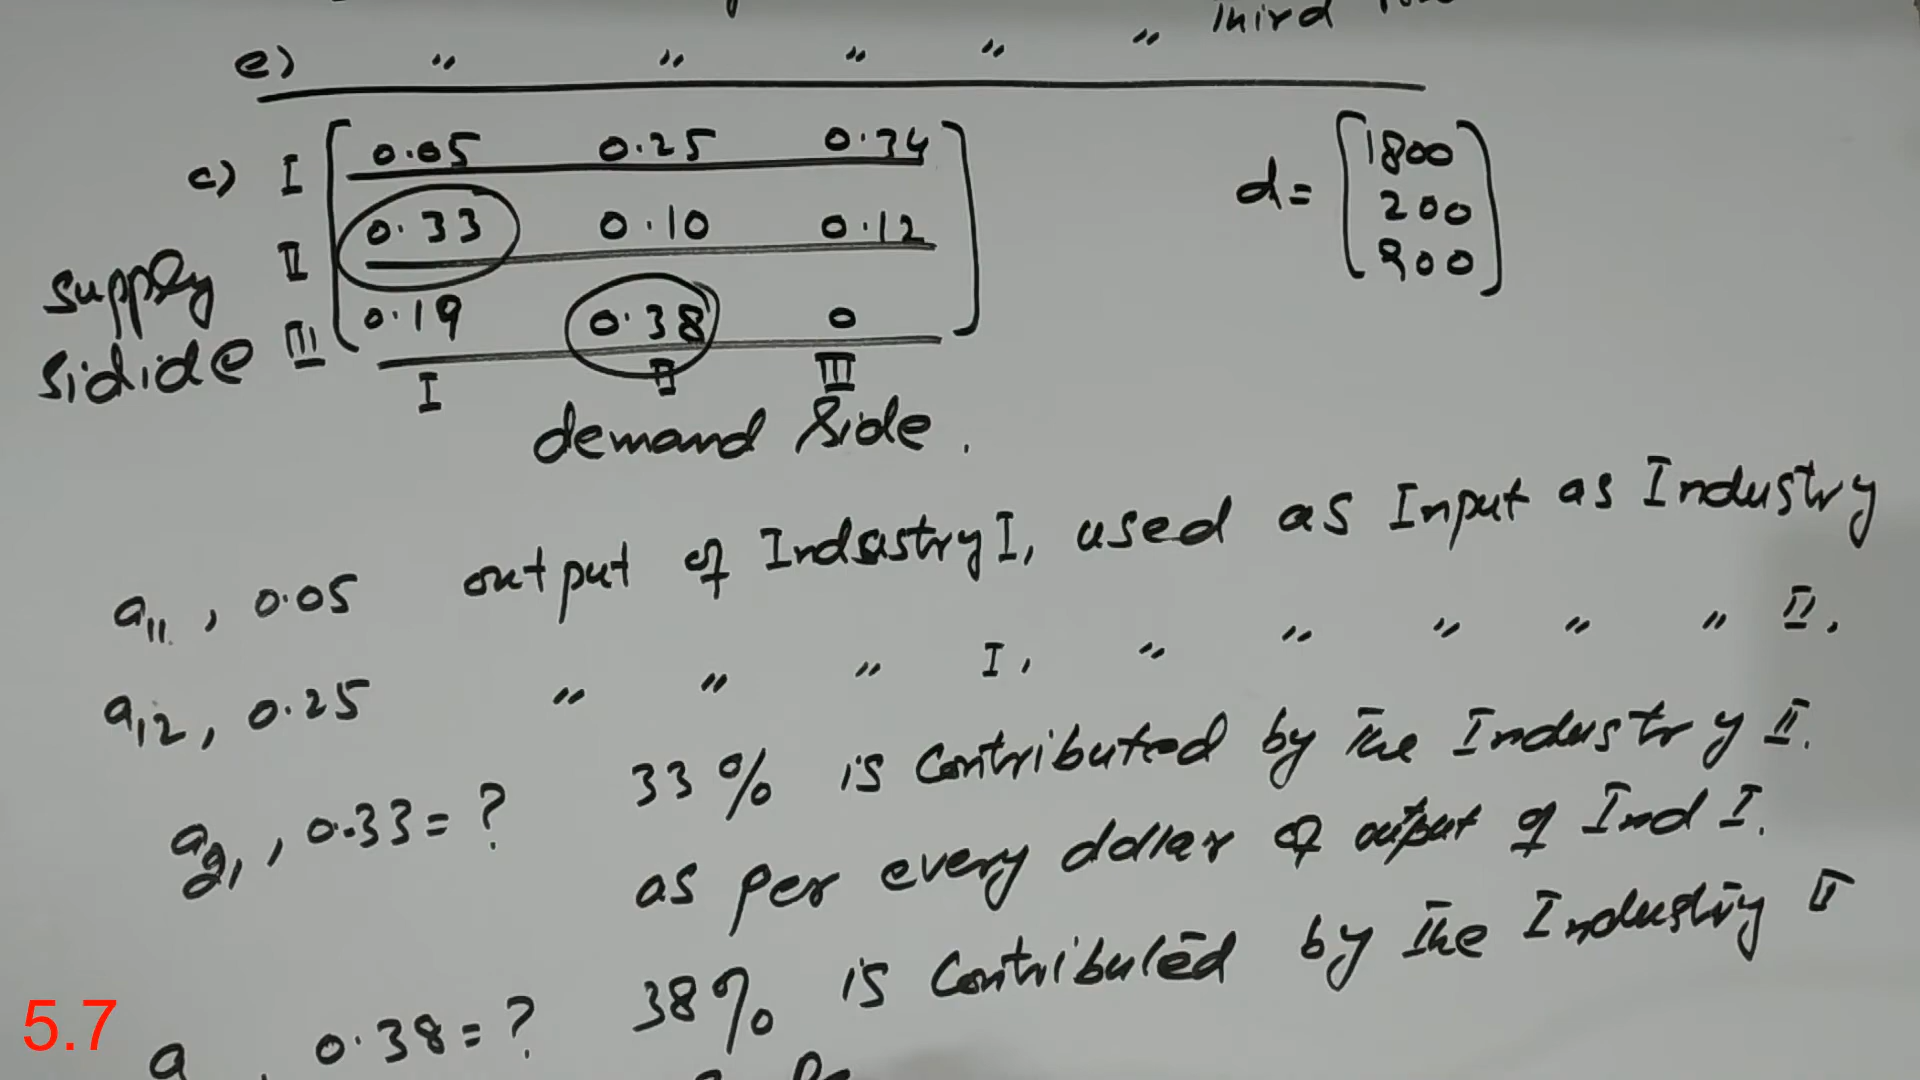 Third
e) " " " " "
c) I 0.05 0.25 0.34
II 0.33 0.10 0.12
III 0.19 0.38 0
I II III
supply
sidide
demand side.
d= 1800
200
900
a11, 0.05 output of Indsastry I, used as Input as Industry
a12, 0.25 " " " I, " " " " " II.
a21, 0.33=? 33% is contributed by the Industry II.
as per every dollar of output of Ind I.
a , 0.38=? 38% is contributed by the Industry II
5.7